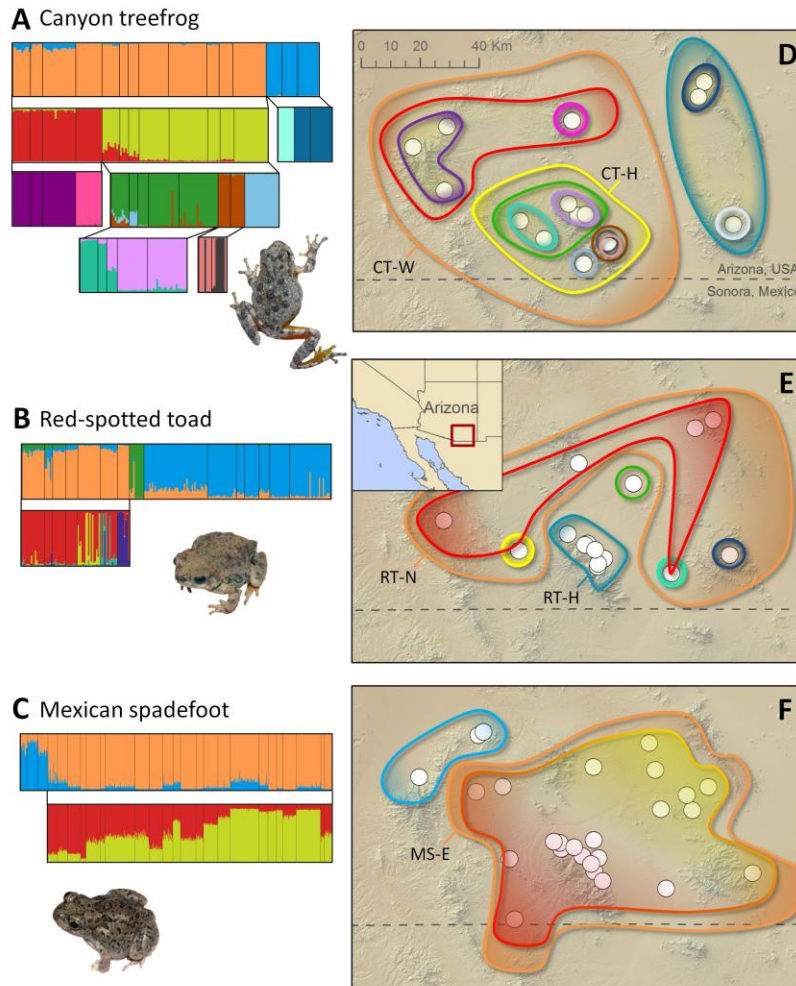 A Canyon treefrog
0 20 40 Km
D
CT-H
CT-W
Arizona, USA
Sonora, Mexico
B Red-spotted toad
Arizona
E
RT-N
RT-H
C Mexican spadefoot
F
MS-E